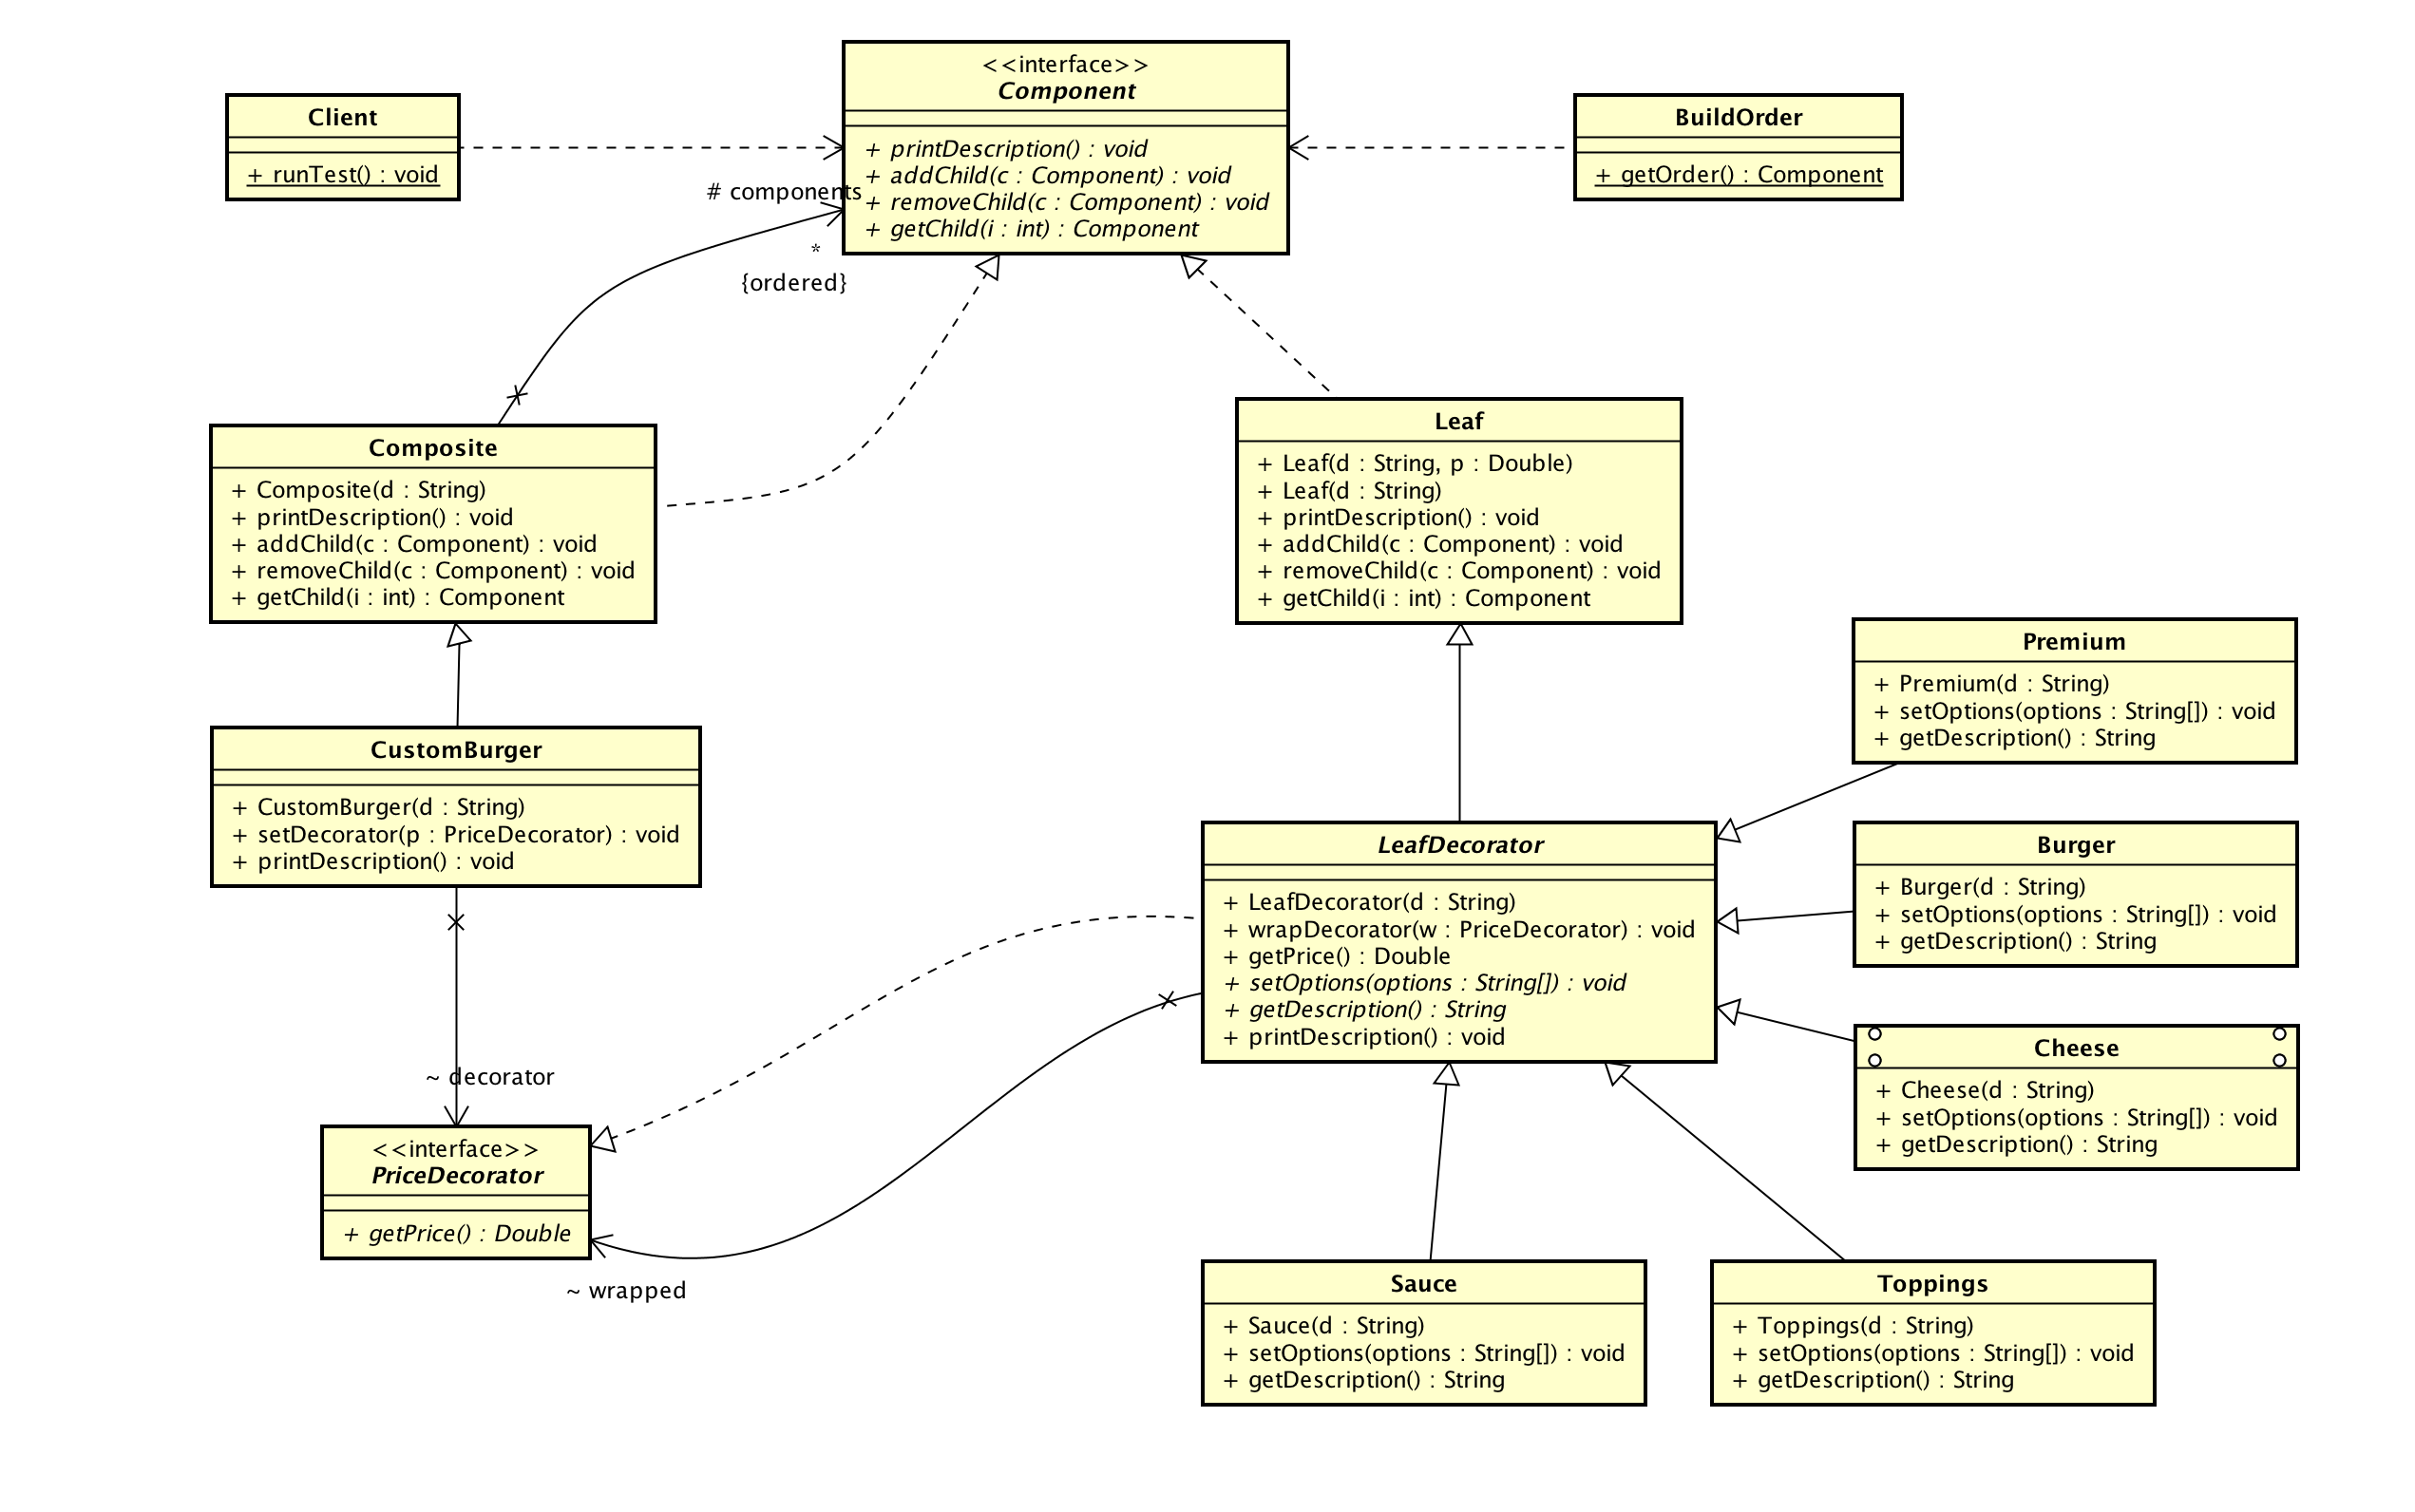 <<interface>>
Component
+ printDescription() : void
+ addChild(c : Component) : void
+ removeChild(c : Component) : void
+ getChild(i : int) : Component
Client
+ runTest() : void
BuildOrder
+ getOrder() : Component
# components
*
{ordered}
Composite
+ Composite(d : String)
+ printDescription() : void
+ addChild(c : Component) : void
+ removeChild(c : Component) : void
+ getChild(i : int) : Component
Leaf
+ Leaf(d : String, p : Double)
+ Leaf(d : String)
+ printDescription() : void
+ addChild(c : Component) : void
+ removeChild(c : Component) : void
+ getChild(i : int) : Component
Premium
+ Premium(d : String)
+ setOptions(options : String[]) : void
+ getDescription() : String
CustomBurger
+ CustomBurger(d : String)
+ setDecorator(p : PriceDecorator) : void
+ printDescription() : void
LeafDecorator
+ LeafDecorator(d : String)
+ wrapDecorator(w : PriceDecorator) : void
+ getPrice() : Double
+ setOptions(options : String[]) : void
+ getDescription() : String
+ printDescription() : void
Burger
+ Burger(d : String)
+ setOptions(options : String[]) : void
+ getDescription() : String
Cheese
+ Cheese(d : String)
+ setOptions(options : String[]) : void
+ getDescription() : String
~ decorator
<<interface>>
PriceDecorator
+ getPrice() : Double
~ wrapped
Sauce
+ Sauce(d : String)
+ setOptions(options : String[]) : void
+ getDescription() : String
Toppings
+ Toppings(d : String)
+ setOptions(options : String[]) : void
+ getDescription() : String